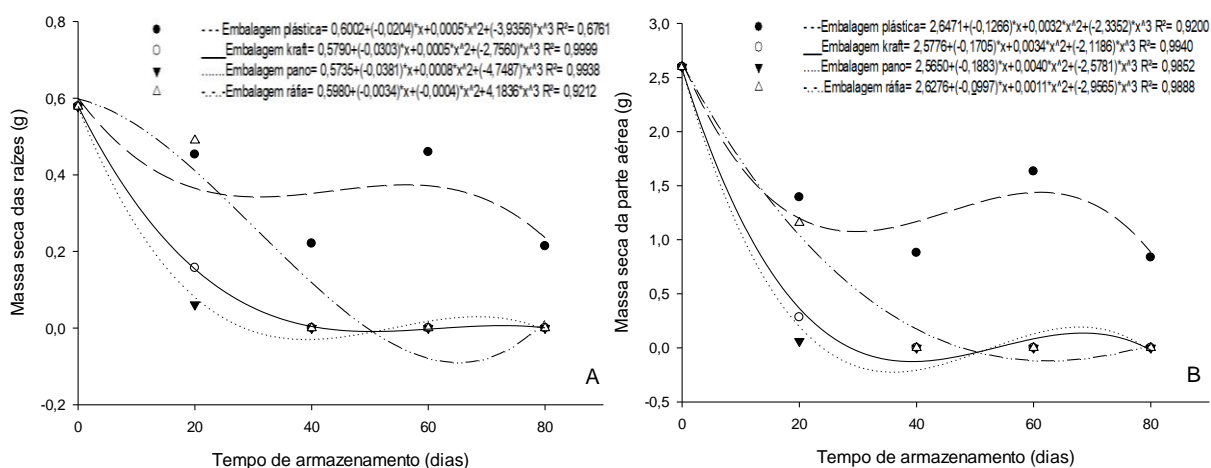 Embalagem plástica= 0,6002+(-0,0204)*x+0,0005*x^2+(-3,9356)*x^3 R²= 0,6761
Embalagem kraft= 0,5790+(-0,0303)*x+0,0005*x^2+(-2,7560)*x^3 R²= 0,9999
Embalagem pano= 0,5735+(-0,0381)*x+0,0008*x^2+(-4,7487)*x^3 R²= 0,9938
Embalagem ráfia= 0,5980+(-0,0034)*x+(-0,0004)*x^2+4,1836*x^3 R²= 0,9212
Massa seca das raízes (g)
0,8
0,6
0,4
0,2
0,0
-0,2
0 20 40 60 80
Tempo de armazenamento (dias)
A
Embalagem plástica= 2,6471+(-0,1266)*x+0,0032*x^2+(-2,3352)*x^3 R²= 0,9200
Embalagem kraft= 2,5776+(-0,1705)*x+0,0034*x^2+(-2,1186)*x^3 R²= 0,9940
Embalagem pano= 2,5650+(-0,1883)*x+0,0040*x^2+(-2,5781)*x^3 R²= 0,9852
Embalagem ráfia= 2,6276+(-0,0997)*x+0,0011*x^2+(-2,9565)*x^3 R²= 0,9888
Massa seca da parte aérea (g)
3,0
2,5
2,0
1,5
1,0
0,5
0,0
-0,5
0 20 40 60 80
Tempo de armazenamento (dias)
B